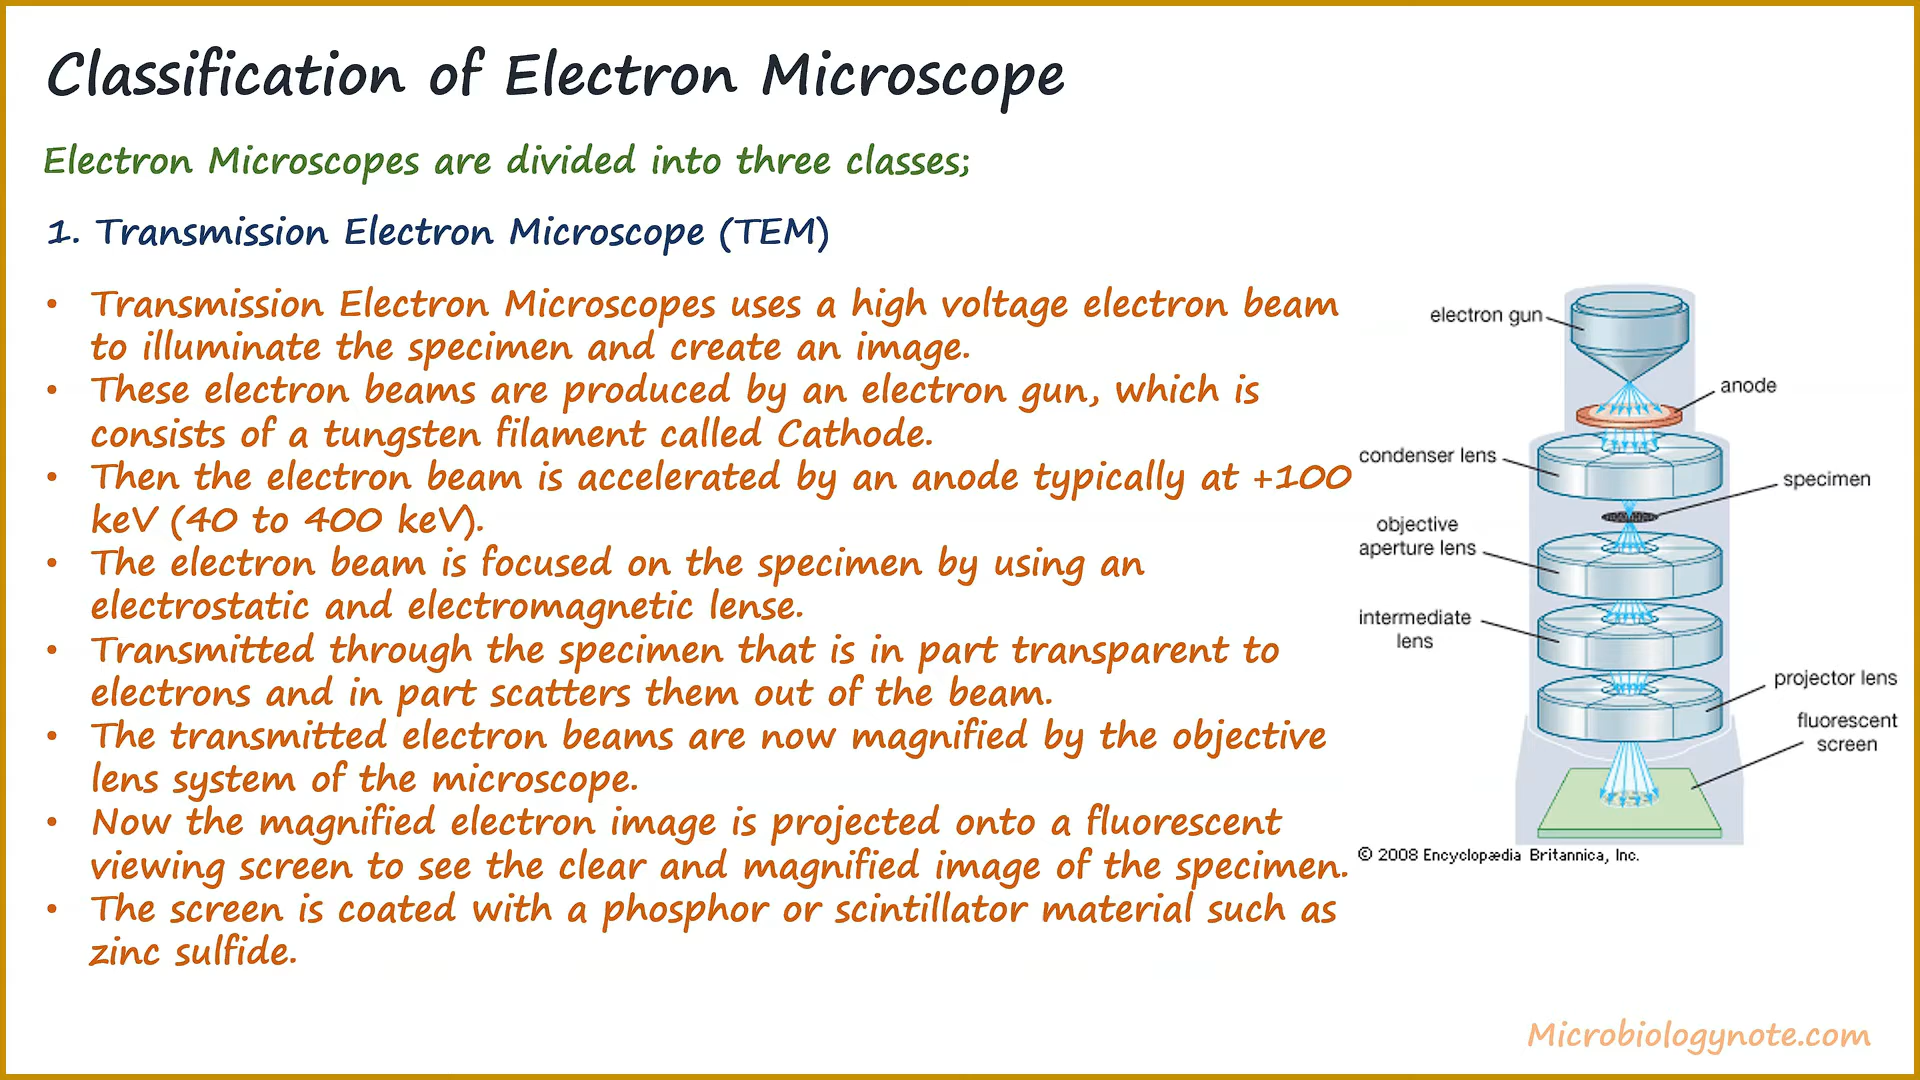 Classification of Electron Microscope
Electron Microscopes are divided into three classes;
1. Transmission Electron Microscope (TEM)
• Transmission Electron Microscopes uses a high voltage electron beam
to illuminate the specimen and create an image.
• These electron beams are produced by an electron gun, which is
consists of a tungsten filament called Cathode.
• Then the electron beam is accelerated by an anode typically at +100
keV (40 to 400 keV).
• The electron beam is focused on the specimen by using an
electrostatic and electromagnetic lense.
• Transmitted through the specimen that is in part transparent to
electrons and in part scatters them out of the beam.
• The transmitted electron beams are now magnified by the objective
lens system of the microscope.
• Now the magnified electron image is projected onto a fluorescent
viewing screen to see the clear and magnified image of the specimen.
• The screen is coated with a phosphor or scintillator material such as
zinc sulfide.
electron gun
anode
condenser lens
specimen
objective
aperture lens
intermediate
lens
projector lens
fluorescent
screen
© 2008 Encyclopædia Britannica, Inc.
Microbiologynote.com